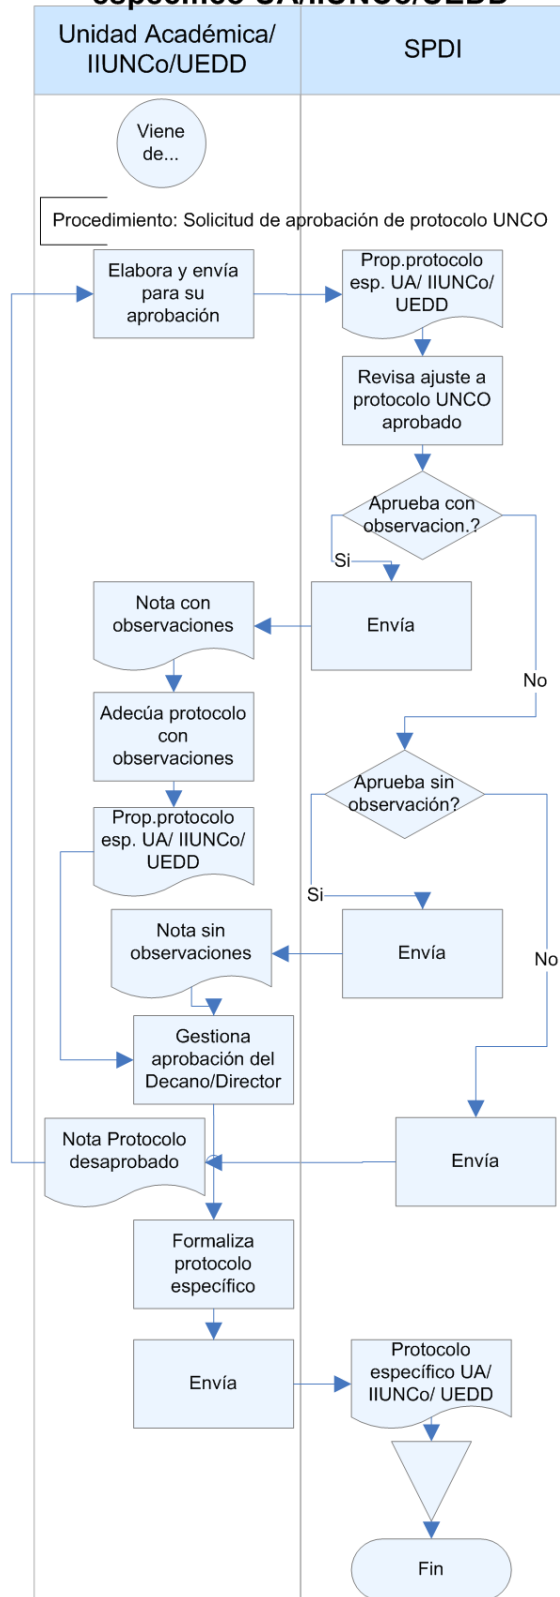 específico UA/IIUNCo/UEDD
Unidad Académica/
IIUNCo/UEDD
SPDI
Viene
de...
Procedimiento: Solicitud de aprobación de protocolo UNCO
Elabora y envía
para su
aprobación
Prop.protocolo
esp. UA/ IIUNCo/
UEDD
Revisa ajuste a
protocolo UNCO
aprobado
Aprueba con
observacion.?
Si
Nota con
observaciones
Envía
No
Adecúa protocolo
con
observaciones
Aprueba sin
observación?
Prop.protocolo
esp. UA/ IIUNCo/
UEDD
Si
Nota sin
observaciones
Envía
No
Gestiona
aprobación del
Decano/Director
Nota Protocolo
desaprobado
Envía
Formaliza
protocolo
específico
Envía
Protocolo
específico UA/
IIUNCo/ UEDD
Fin